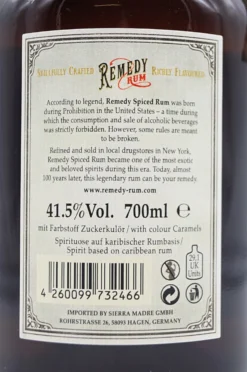 Skillfully Crafted
REMEDY
RUM
Richly Flavoured
According to legend, Remedy Spiced Rum was born
during Prohibition in the United States – a time during
which the consumption and sale of alcoholic beverages
was strictly forbidden. However, some rules are meant
to be broken.
Refined and sold in local drugstores in New York,
Remedy Spiced Rum became one of the most exotic
and beloved spirits during this era. Today, almost
100 years later, this legendary rum can be your remedy.
www.remedy-rum.com
41.5%Vol. 700ml e
mit Farbstoff Zuckerkulör / with colour Caramels
Spirituose auf karibischer Rumbasis/
Spirit based on caribbean rum
29.1
UK
Units
4 260099 732466
IMPORTED BY SIERRA MADRE GMBH
ROHRSTRASSE 26, 58093 HAGEN, GERMANY